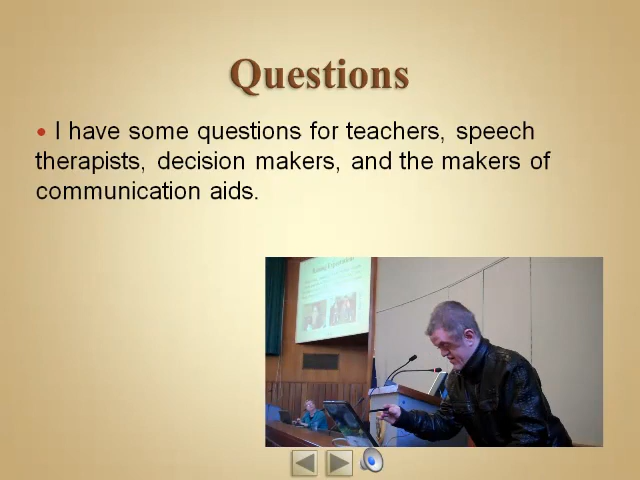 Questions
I have some questions for teachers, speech
therapists, decision makers, and the makers of
communication aids.